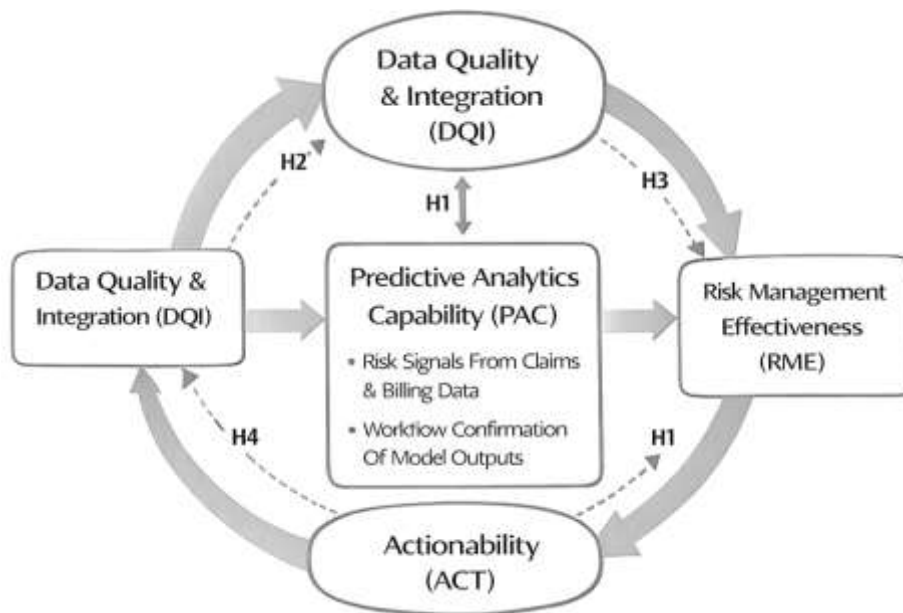 Data Quality
& Integration
(DQI)
H2
H3
H1
Data Quality &
Integration (DQI)
Predictive Analytics
Capability (PAC)
• Risk Signals From Claims
& Billing Data
• Workflow Confirmation
Of Model Outputs
Risk Management
Effectiveness
(RME)
H4
H1
Actionability
(ACT)